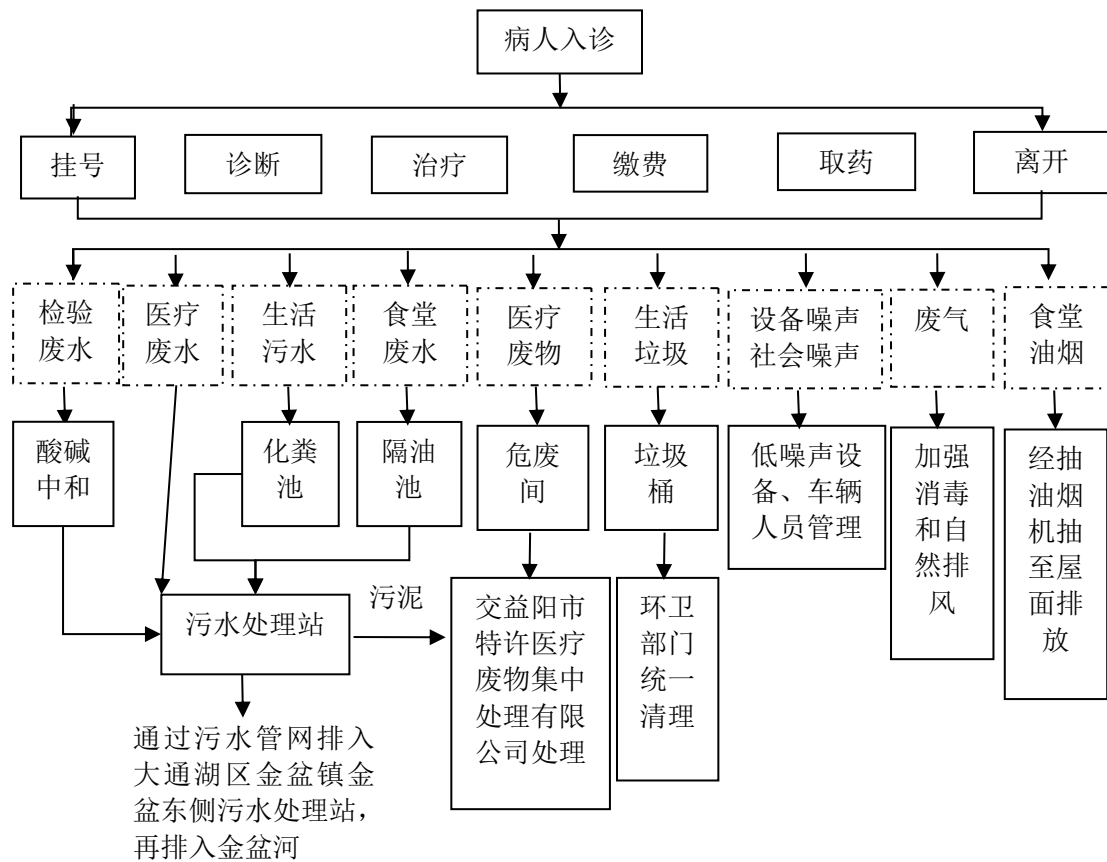 病人入诊
挂号
诊断
治疗
缴费
取药
离开
检验
废水
医疗
废水
生活
污水
食堂
废水
医疗
废物
生活
垃圾
设备噪声
社会噪声
废气
食堂
油烟
酸碱
中和
化粪
池
隔油
池
危废
间
垃圾
桶
低噪声设
备、车辆
人员管理
加强
消毒
和自
然排
风
经抽
油烟
机抽
至屋
面排
放
污水处理站
污泥
交益阳市
特许医疗
废物集中
处理有限
公司处理
环卫
部门
统一
清理
通过污水管网排入
大通湖区金盆镇金
盆东侧污水处理站，
再排入金盆河